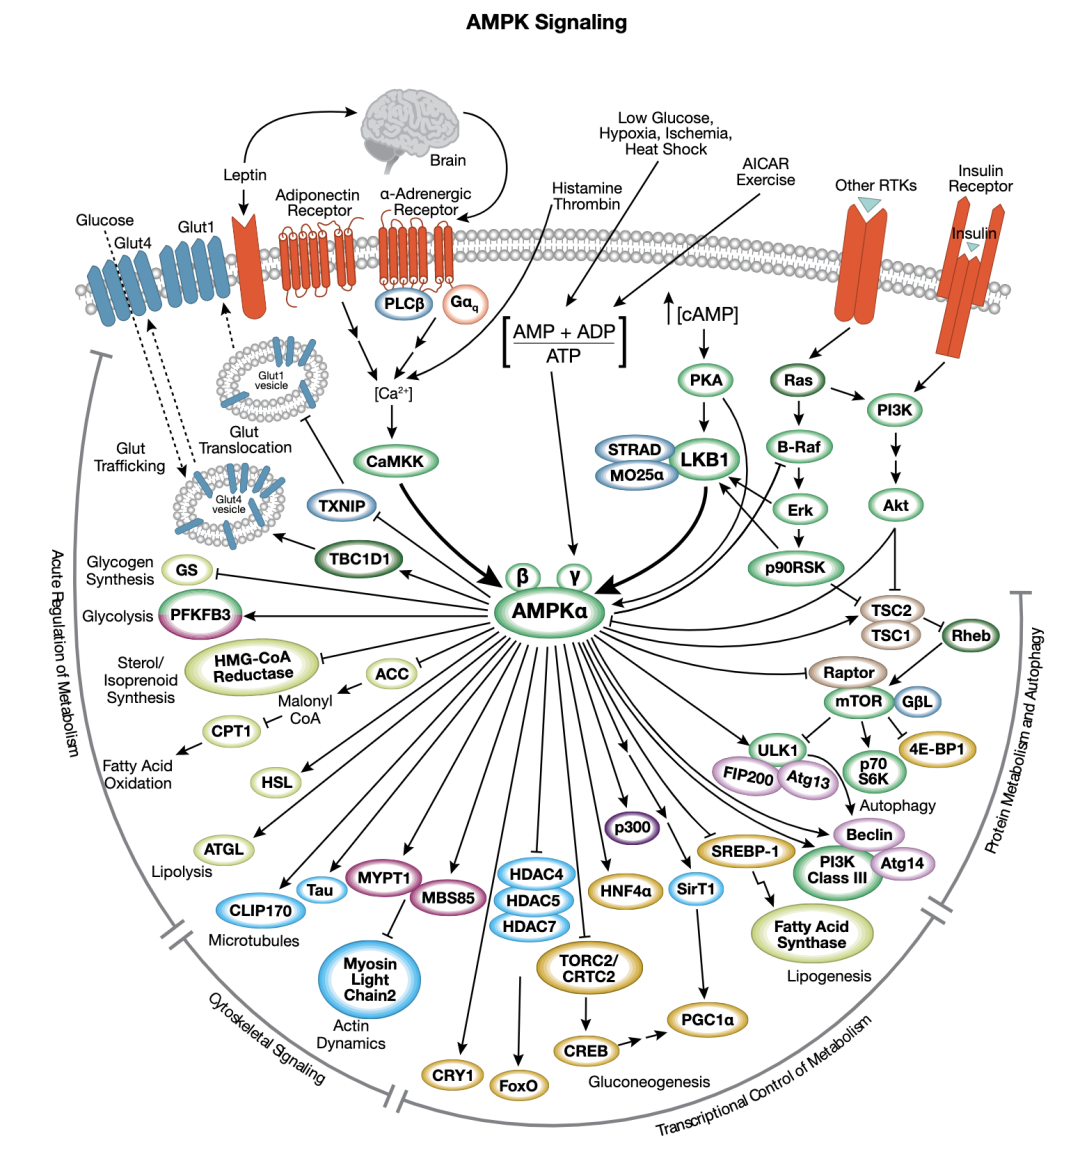 AMPK Signaling
Low Glucose,
Hypoxia, Ischemia,
Heat Shock
Brain
Leptin
AICAR
Exercise
Insulin
Receptor
Other RTKs
Adiponectin
Receptor
α-Adrenergic
Receptor
Histamine
Thrombin
Glucose
Glut4
Glut1
Insulin
PLCβ
Gαq
[AMP + ADP]
ATP
[cAMP]
Glut1
vesicle
[Ca²⁺]
PKA
Ras
PI3K
Glut
Translocation
Glut
Trafficking
CaMKK
STRAD
MO25α
LKB1
B-Raf
Glut4
vesicle
TXNIP
Erk
Akt
TBC1D1
p90RSK
Glycogen
Synthesis
GS
β
γ
AMPKα
TSC2
TSC1
Rheb
Glycolysis
PFKFB3
Sterol/
Isoprenoid
Synthesis
HMG-CoA
Reductase
ACC
Malonyl
CoA
CPT1
Fatty Acid
Oxidation
HSL
Raptor
mTOR
GβL
ULK1
FIP200
Atg13
p70
S6K
4E-BP1
Autophagy
Beclin
PI3K
Class III
Atg14
ATGL
Lipolysis
p300
SREBP-1
Tau
CLIP170
Microtubules
MYPT1
MBS85
HDAC4
HDAC5
HDAC7
HNF4α
SirT1
Fatty Acid
Synthase
Lipogenesis
Myosin
Light
Chain2
Actin
Dynamics
TORC2/
CRTC2
PGC1α
CREB
Gluconeogenesis
CRY1
FoxO
Acute Regulation of Metabolism
Cytoskeletal Signaling
Transcriptional Control of Metabolism
Protein Metabolism and Autophagy